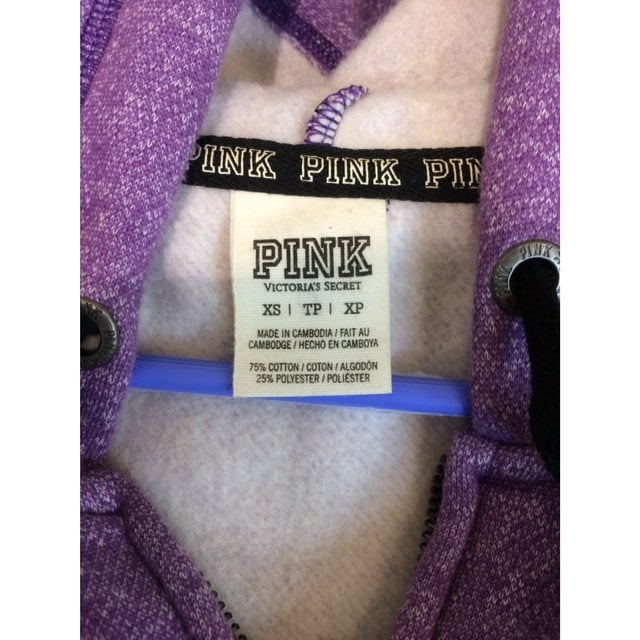 PINK PINK PIN
PINK
VICTORIA'S SECRET
XS | TP | XP
MADE IN CAMBODIA / FAIT AU
CAMBODGE / HECHO EN CAMBOYA
75% COTTON / COTON / ALGODÓN
25% POLYESTER / POLIÉSTER
PINK